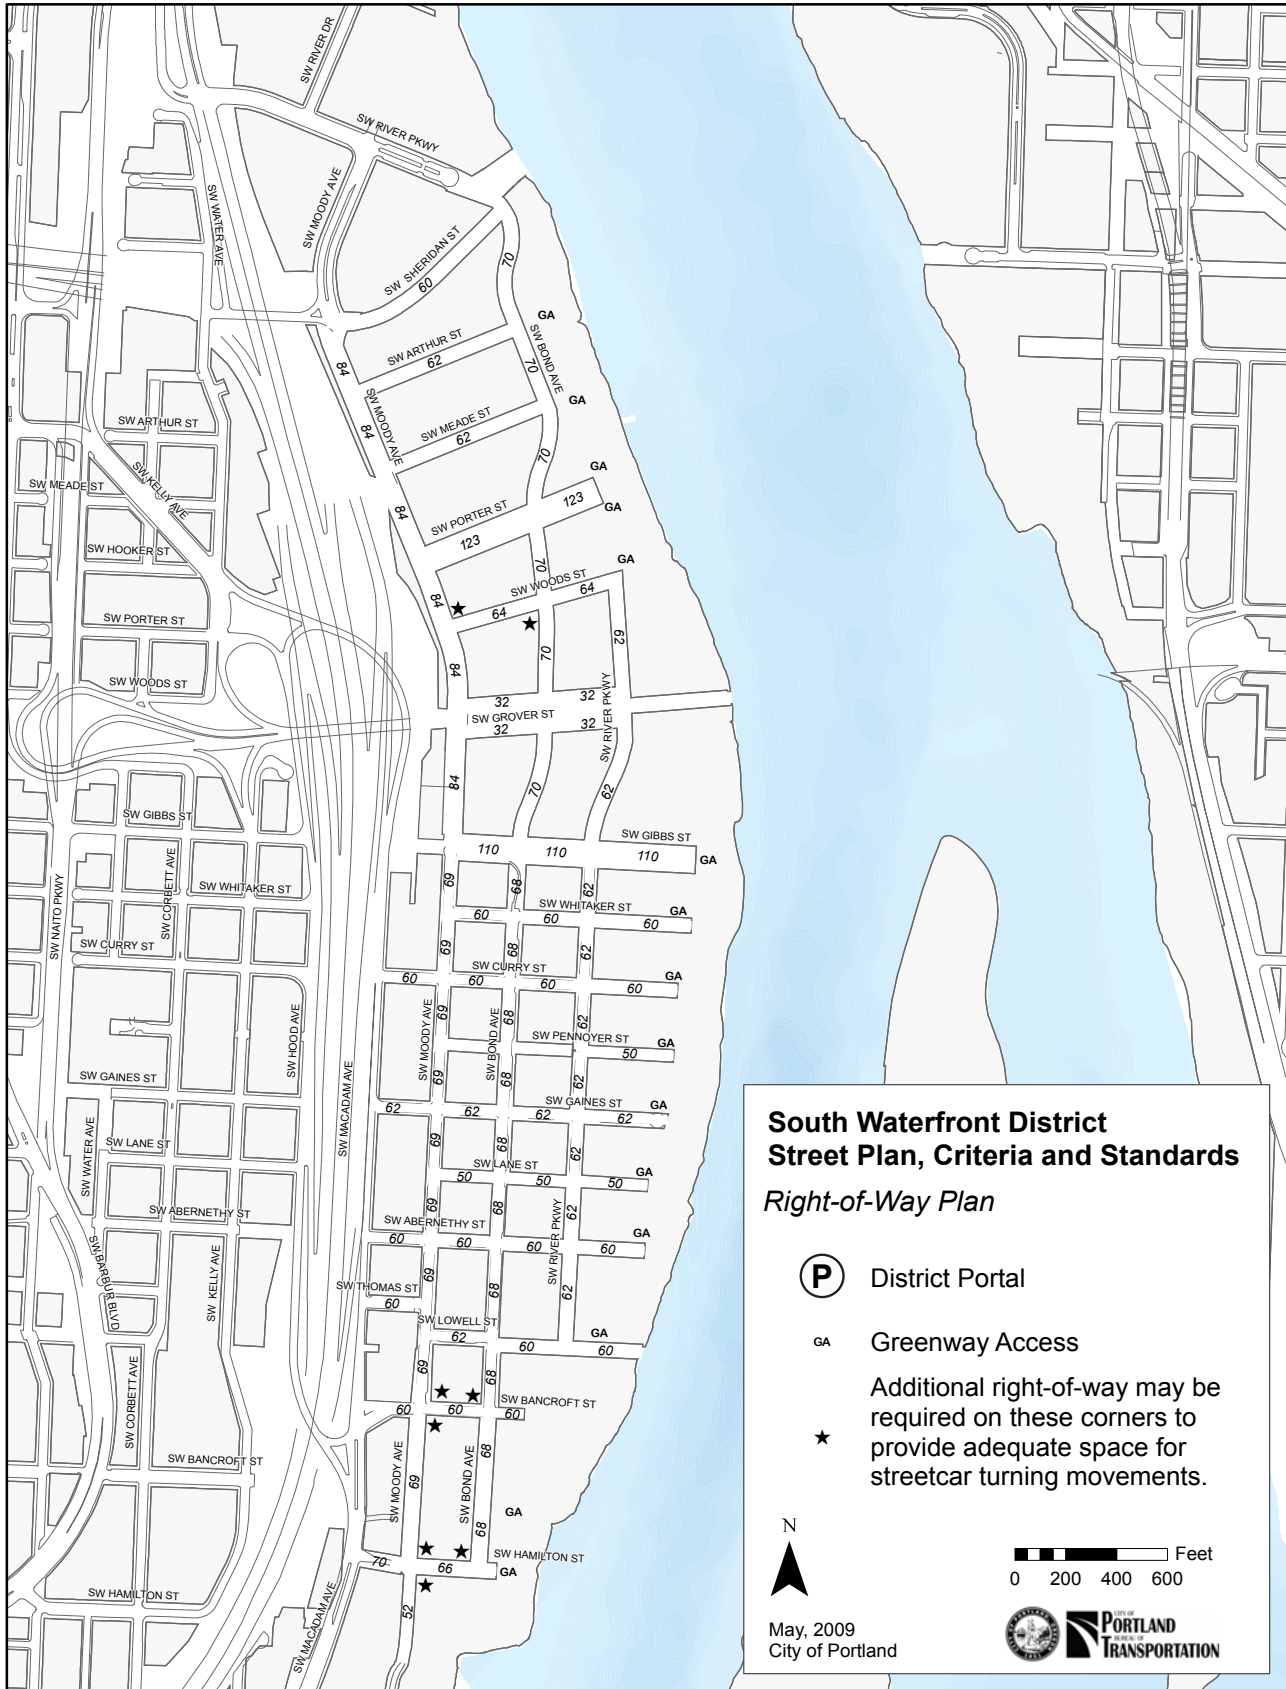 SW RIVER DR
SW RIVER PKWY
SW MOODY AVE
SW WATER AVE
SW SHERIDAN ST
60
70
GA
SW ARTHUR ST
62
SW BOND AVE
70
84
SW MOODY AVE
GA
SW MEADE ST
62
84
SW ARTHUR ST
SW KELLY AVE
SW MEADE ST
70
GA
123
GA
SW PORTER ST
123
84
SW HOOKER ST
70
GA
SW WOODS ST
64
64
84
SW PORTER ST
62
70
84
SW WOODS ST
32
32
SW GROVER ST
32
32
SW RIVER PKWY
84
70
62
SW GIBBS ST
SW GIBBS ST
110
110
110
GA
SW CORBETT AVE
SW NAITO PKWY
SW WHITAKER ST
69
68
62
SW WHITAKER ST
60
60
60
GA
SW CURRY ST
69
68
62
SW CURRY ST
60
60
60
60
GA
SW HOOD AVE
SW MOODY AVE
69
SW BOND AVE
68
62
SW PENNOYER ST
50
GA
SW MACADAM AVE
SW GAINES ST
69
68
62
SW GAINES ST
62
62
62
62
GA
SW WATER AVE
SW LANE ST
69
68
62
SW LANE ST
50
50
50
GA
SW ABERNETHY ST
69
68
62
SW ABERNETHY ST
60
60
60
60
GA
SW RIVER PKWY
SW BARBUR BLVD
SW KELLY AVE
69
68
62
SW THOMAS ST
60
SW LOWELL ST
62
60
60
GA
SW CORBETT AVE
69
68
SW BANCROFT ST
60
60
60
SW BANCROFT ST
SW MOODY AVE
69
SW BOND AVE
68
GA
68
SW HAMILTON ST
70
66
GA
SW HAMILTON ST
SW MACADAM AVE
52
South Waterfront District
Street Plan, Criteria and Standards
Right-of-Way Plan
P District Portal
GA Greenway Access
Additional right-of-way may be
required on these corners to
★ provide adequate space for
streetcar turning movements.
N
Feet
0 200 400 600
May, 2009
City of Portland
CITY OF
PORTLAND
BUREAU OF
TRANSPORTATION